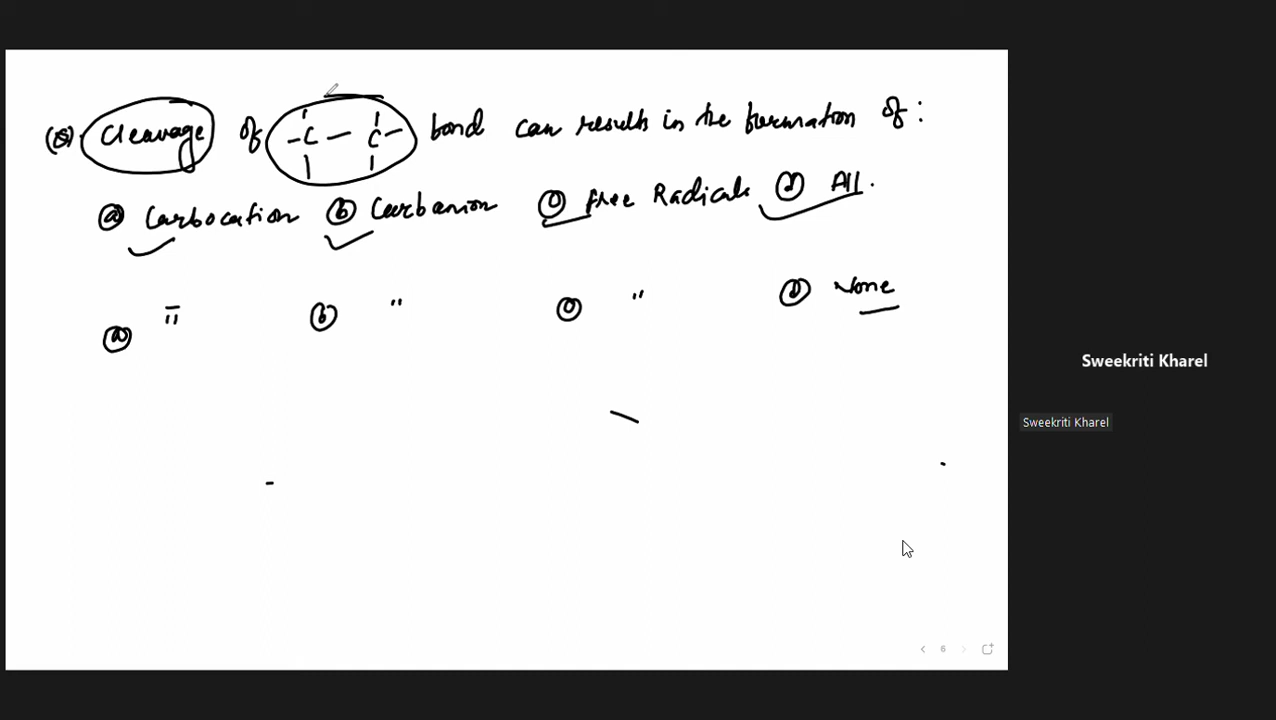 (Q) Cleavage of -C-C- bond can results in the formation of :
(a) Carbocation (b) Carbanion (c) Free Radicals (d) All.
(a) " (b) " (c) " (d) None
Sweekriti Kharel
Sweekriti Kharel
6